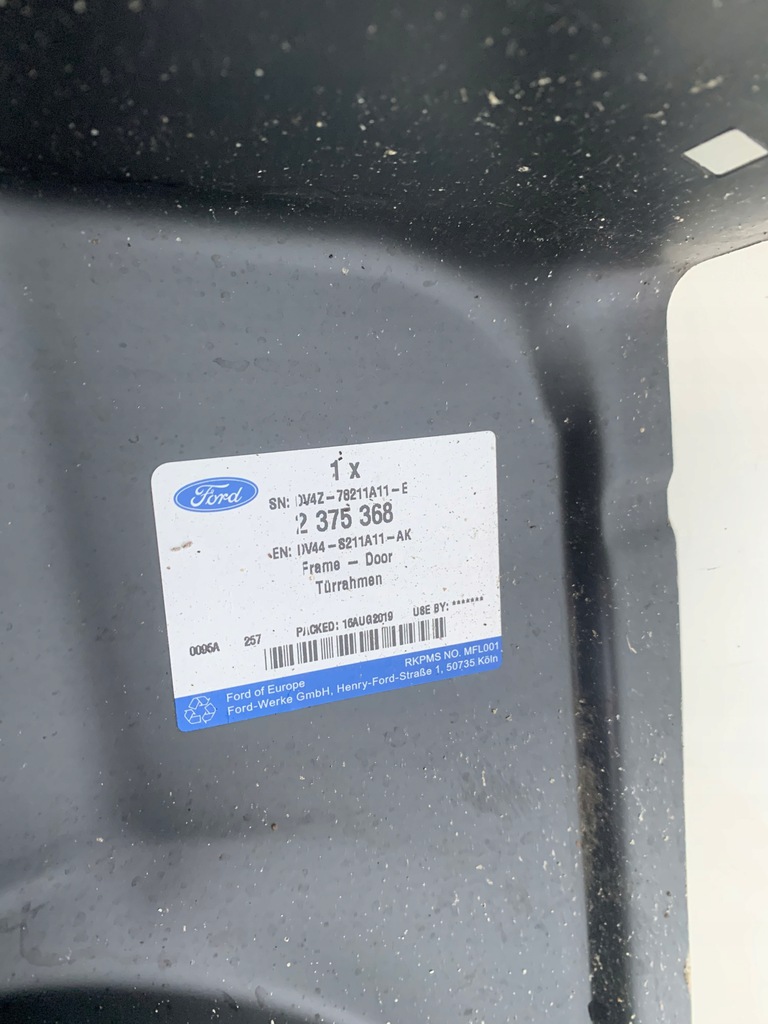 Ford
1 x
SN: DV4Z-78211A11-E
2 375 368
EN: DV44-S211A11-AK
Frame - Door
Türrahmen
0095A 257 PACKED: 16AUG2019 USE BY: *******
RKPMS NO. MFL001
Ford of Europe
Ford-Werke GmbH, Henry-Ford-Straße 1, 50735 Köln